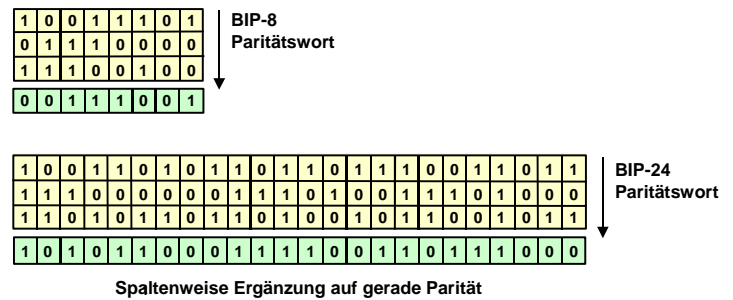 1 0 0 1 1 1 0 1
0 1 1 1 0 0 0 0
1 1 1 0 0 1 0 0
0 0 1 1 1 0 0 1
BIP-8
Paritätswort
1 0 0 1 1 0 1 0 1 1 0 1 1 0 1 1 1 0 0 1 1 0 1 1
1 1 1 0 0 0 0 0 0 1 1 1 0 1 0 0 1 1 1 0 1 0 0 0
1 1 0 1 0 1 1 0 1 1 0 1 0 0 1 0 1 1 0 0 1 0 1 1
1 0 1 0 1 1 0 0 0 1 1 1 1 0 0 1 1 0 1 1 1 0 0 0
BIP-24
Paritätswort
Spaltenweise Ergänzung auf gerade Parität